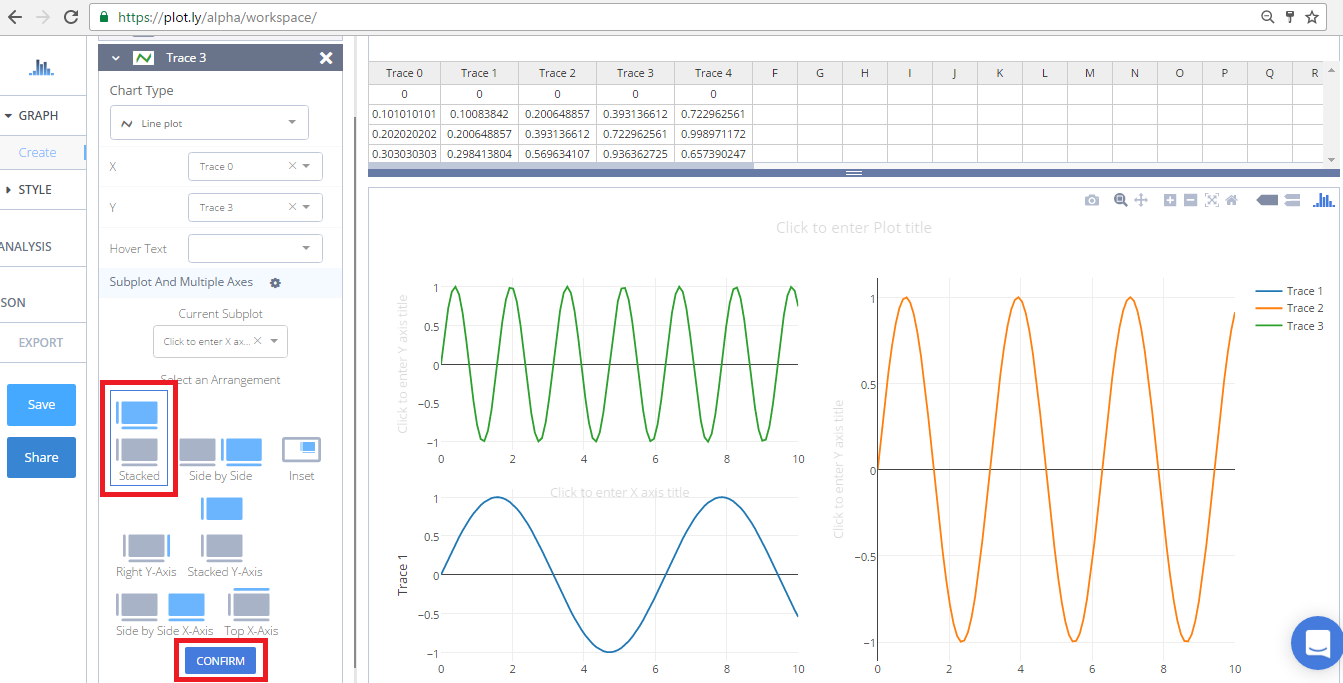 https://plot.ly/alpha/workspace/
GRAPH
Create
STYLE
ANALYSIS
SON
EXPORT
Save
Share
Trace 3
Chart Type
Line plot
X
Trace 0
Y
Trace 3
Hover Text
Subplot And Multiple Axes
Current Subplot
Click to enter X ax...
Select an Arrangement
Stacked
Side by Side
Inset
Right Y-Axis
Stacked Y-Axis
Side by Side X-Axis
Top X-Axis
CONFIRM
Trace 0 Trace 1 Trace 2 Trace 3 Trace 4 F G H I J K L M N O P Q R
0 0 0 0 0
0.101010101 0.10083842 0.200648857 0.393136612 0.722962561
0.202020202 0.200648857 0.393136612 0.722962561 0.998971172
0.303030303 0.298413804 0.569634107 0.936362725 0.657390247
Click to enter Plot title
Click to enter Y axis title
1
0.5
0
−0.5
−1
0 2 4 6 8 10
Click to enter X axis title
Trace 1
1
0.5
0
−0.5
−1
0 2 4 6 8 10
Click to enter Y axis title
1
0.5
0
−0.5
−1
0 2 4 6 8 10
Trace 1
Trace 2
Trace 3